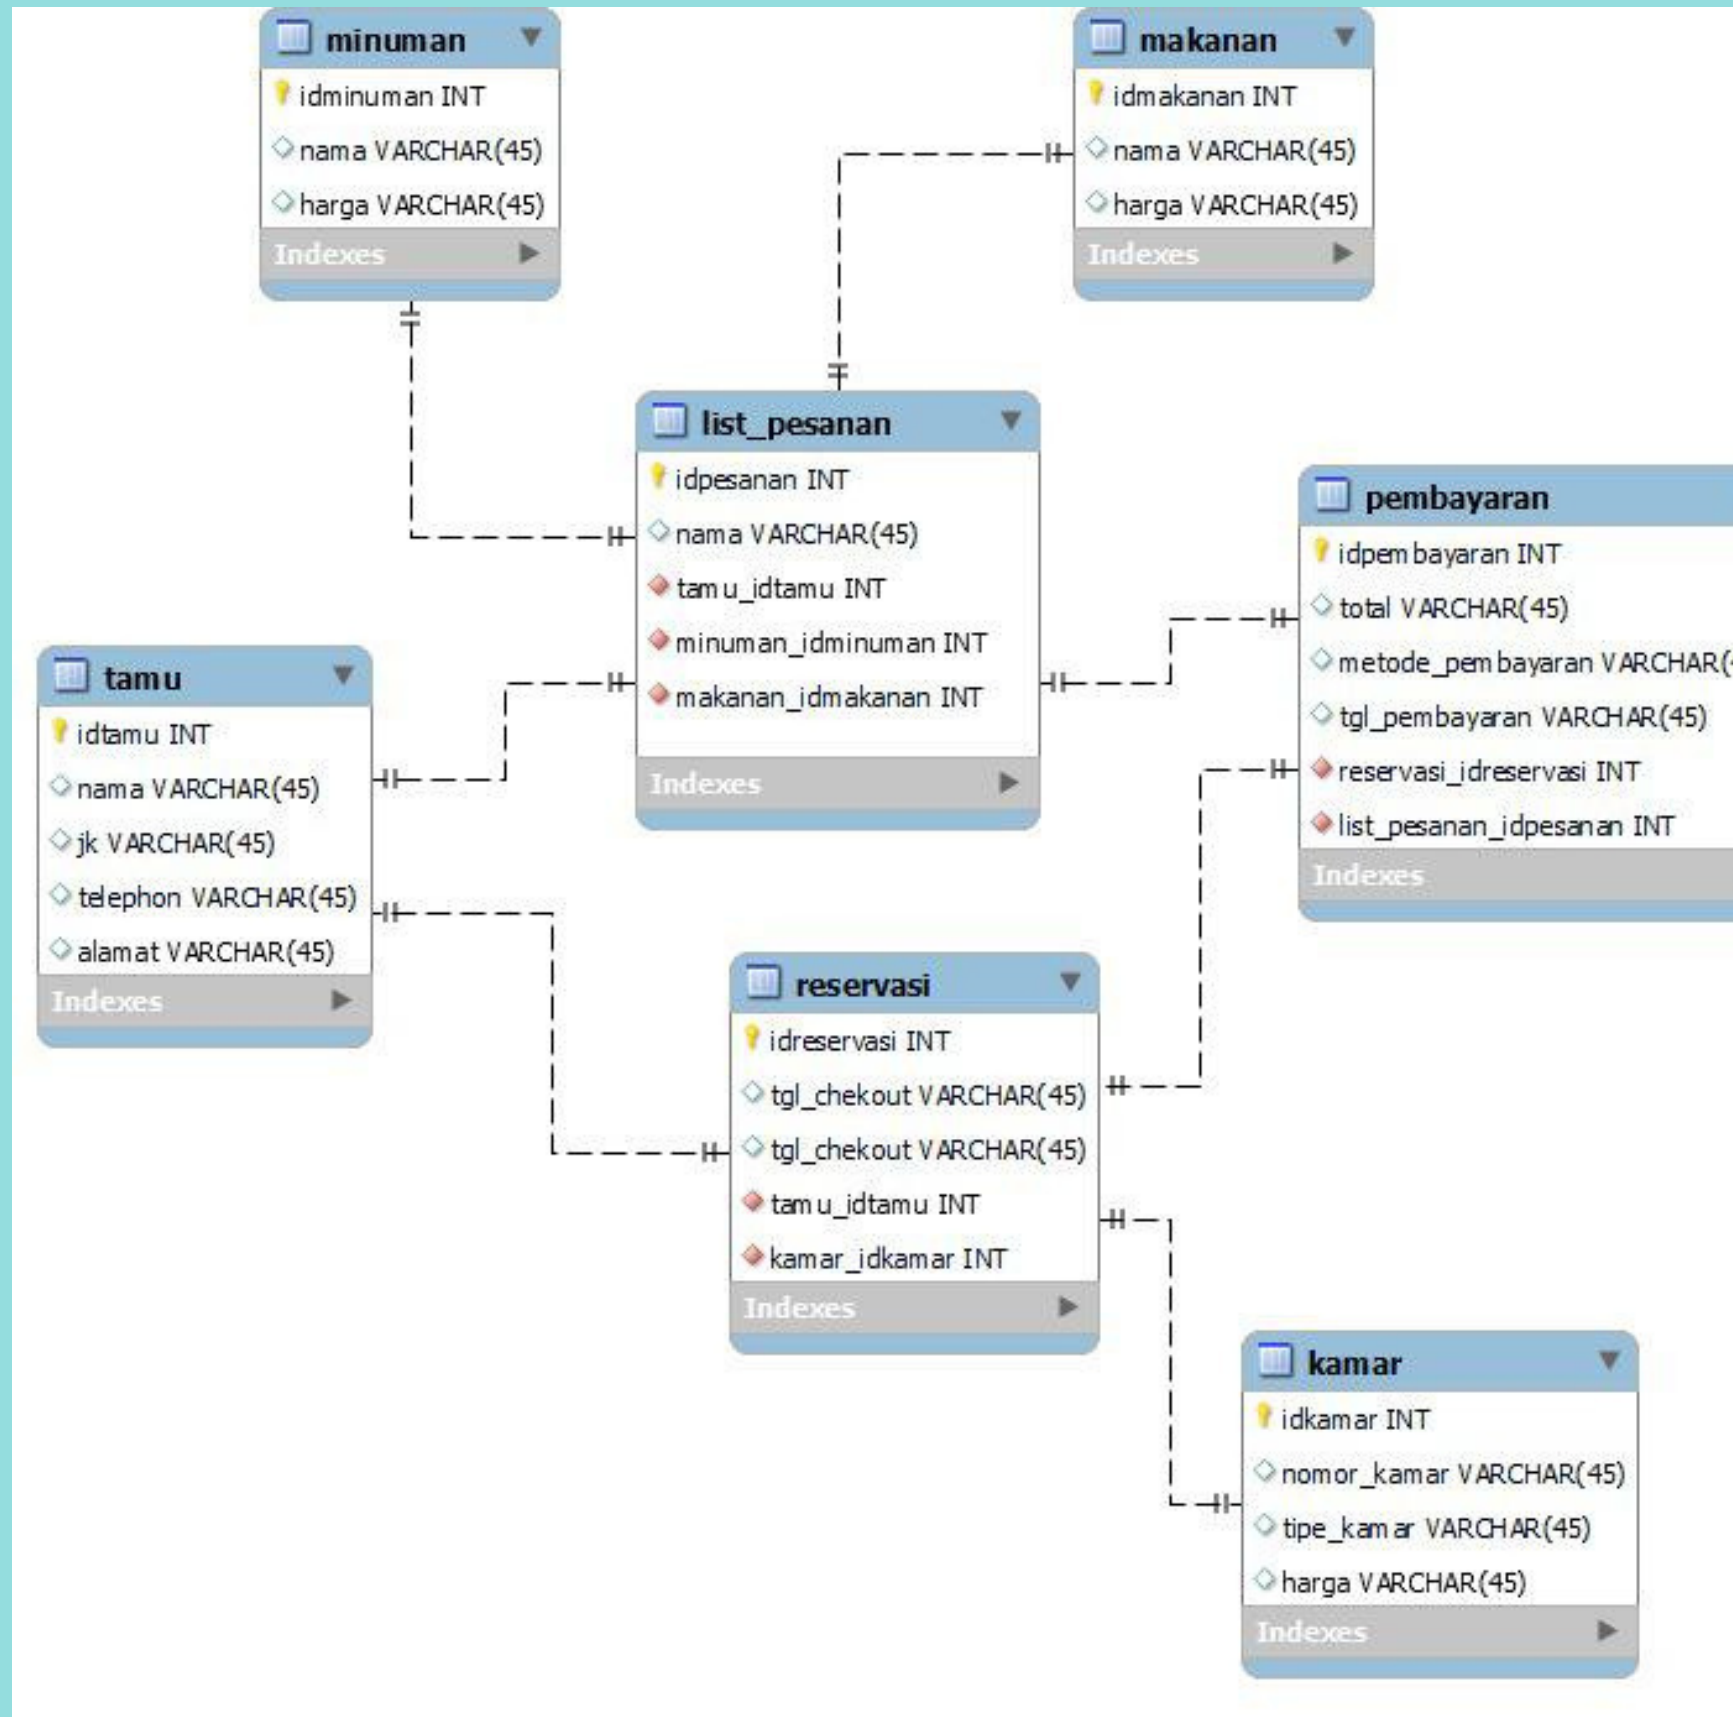 minuman
idminuman INT
nama VARCHAR(45)
harga VARCHAR(45)
Indexes
makanan
idmakanan INT
nama VARCHAR(45)
harga VARCHAR(45)
Indexes
list_pesanan
idpesanan INT
nama VARCHAR(45)
tamu_idtamu INT
minuman_idminuman INT
makanan_idmakanan INT
Indexes
pembayaran
idpembayaran INT
total VARCHAR(45)
metode_pembayaran VARCHAR(
tgl_pembayaran VARCHAR(45)
reservasi_idreservasi INT
list_pesanan_idpesanan INT
Indexes
tamu
idtamu INT
nama VARCHAR(45)
jk VARCHAR(45)
telephon VARCHAR(45)
alamat VARCHAR(45)
Indexes
reservasi
idreservasi INT
tgl_chekout VARCHAR(45)
tgl_chekout VARCHAR(45)
tamu_idtamu INT
kamar_idkamar INT
Indexes
kamar
idkamar INT
nomor_kamar VARCHAR(45)
tipe_kamar VARCHAR(45)
harga VARCHAR(45)
Indexes